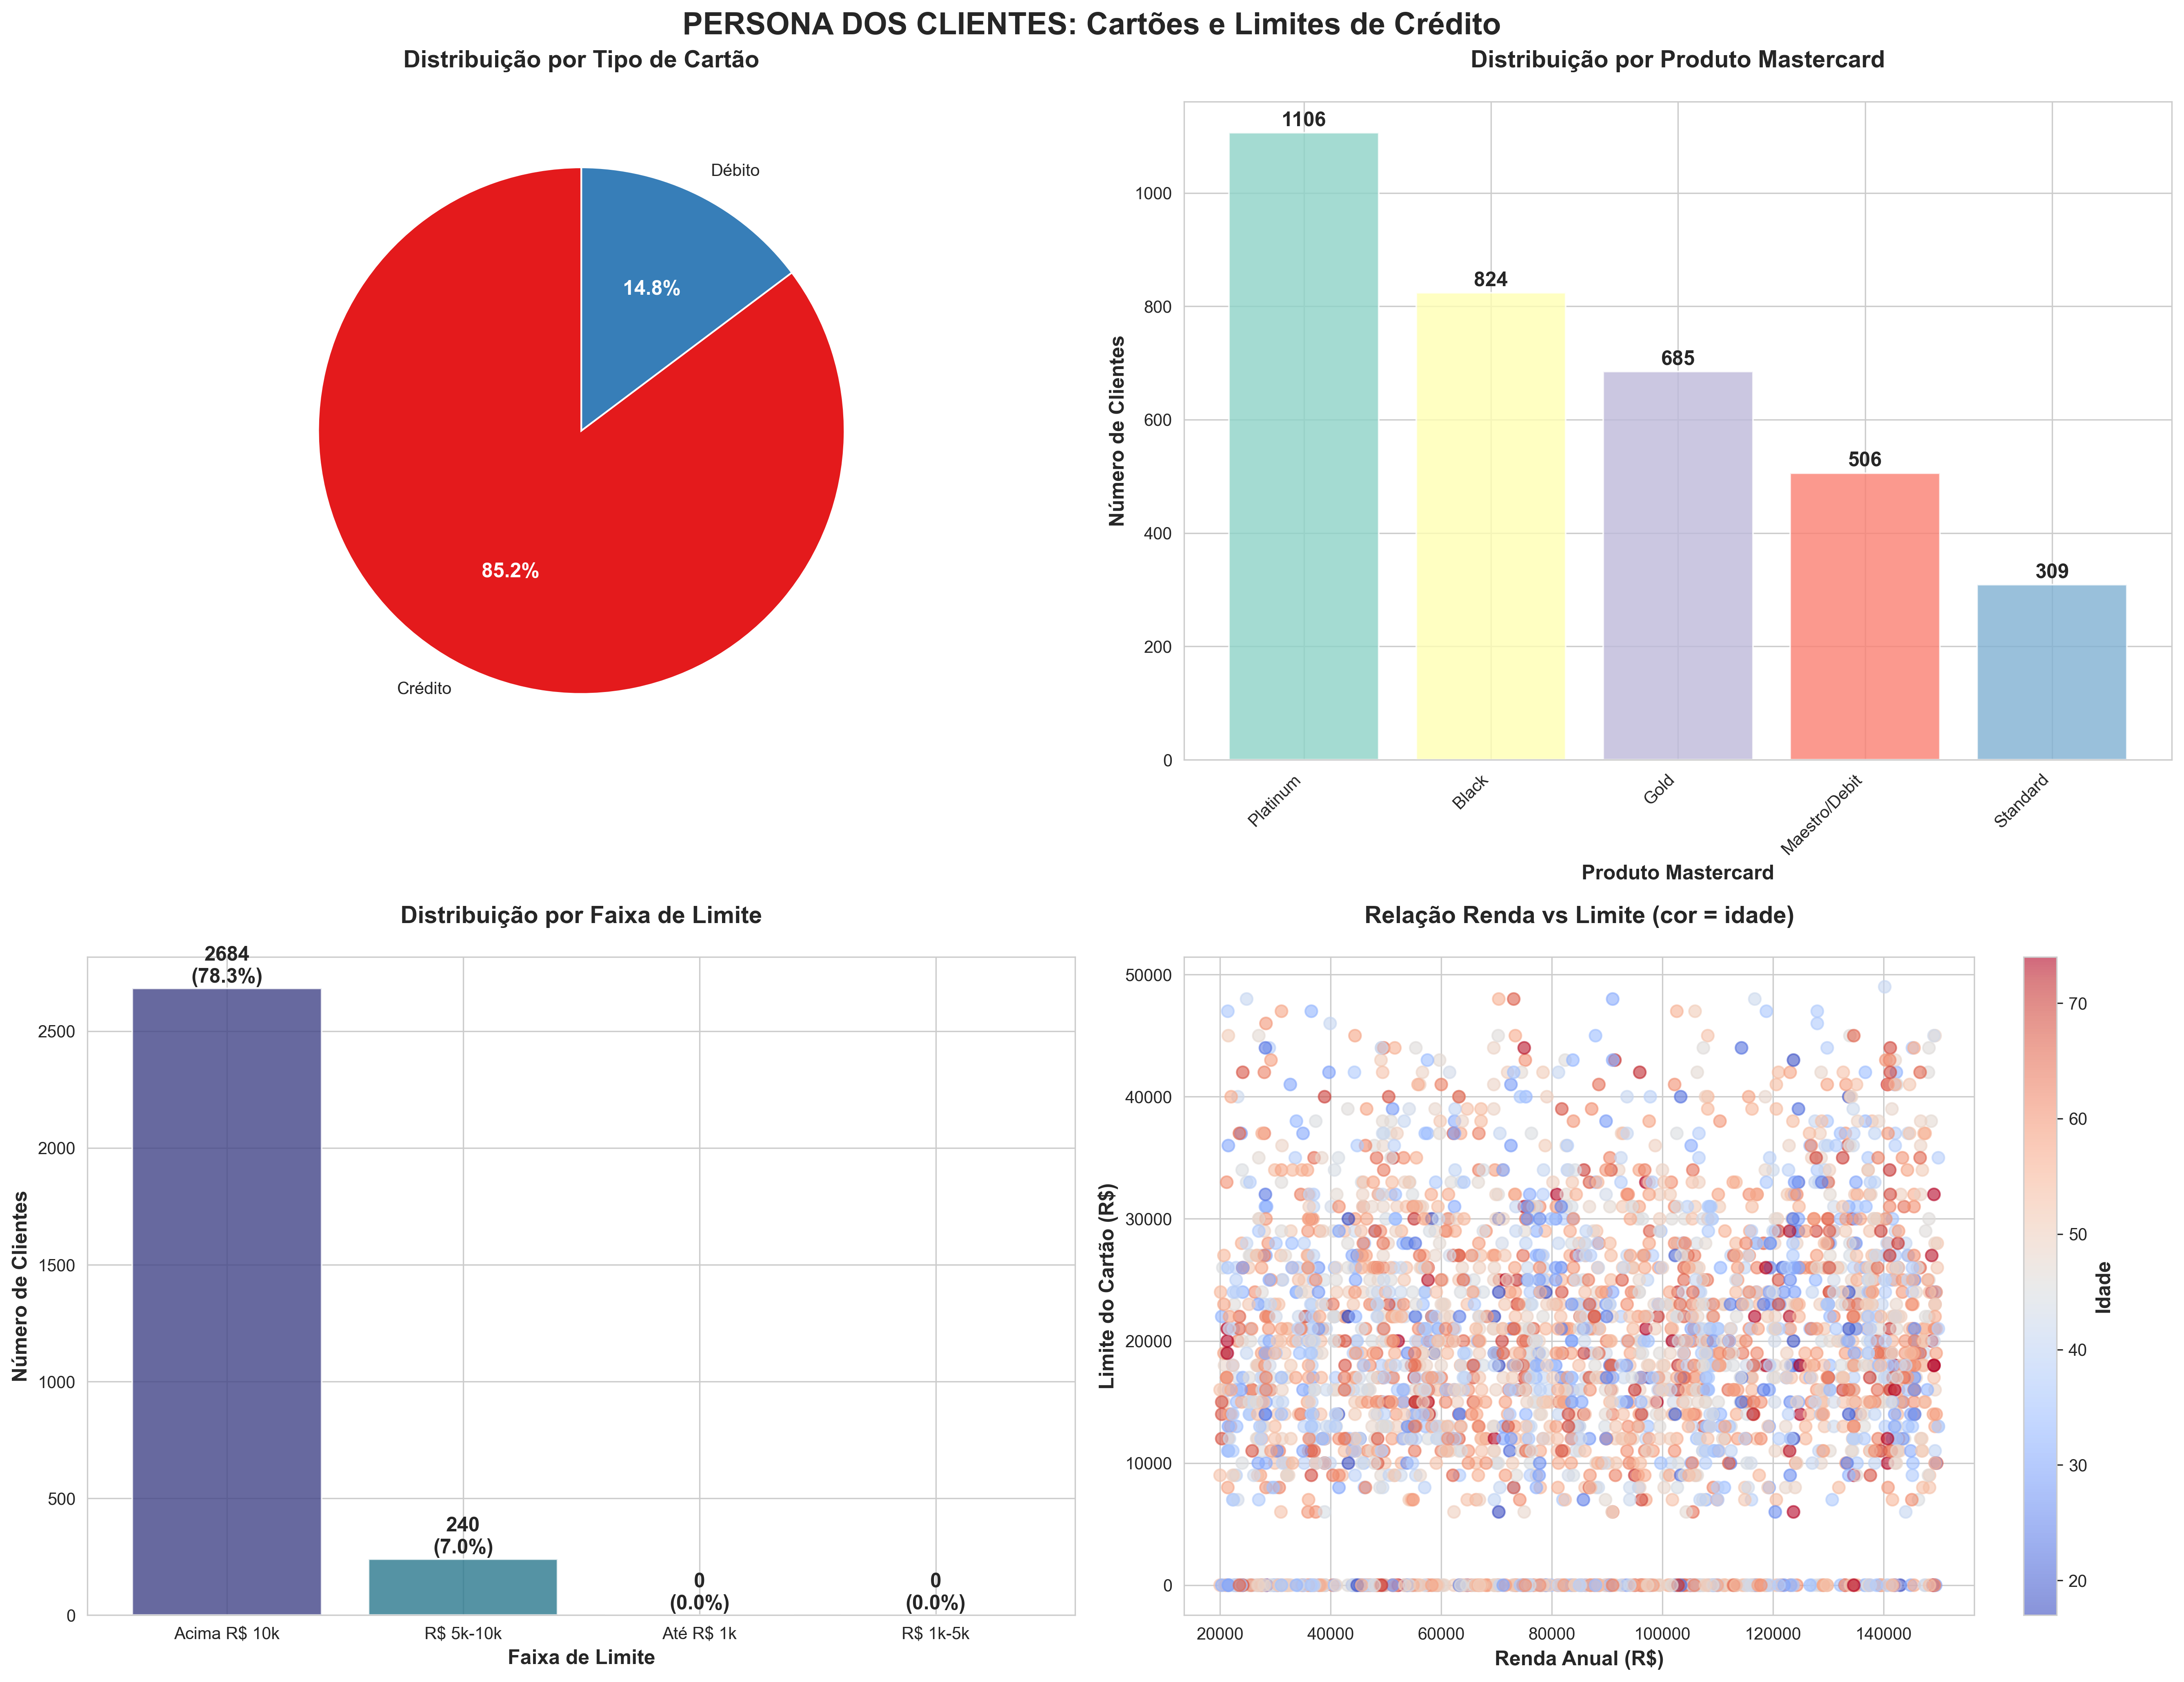 PERSONA DOS CLIENTES: Cartões e Limites de Crédito
Distribuição por Tipo de Cartão
Débito
14.8%
85.2%
Crédito
Distribuição por Produto Mastercard
Número de Clientes
1000
800
600
400
200
0
1106
824
685
506
309
Platinum
Black
Gold
Maestro/Debit
Standard
Produto Mastercard
Distribuição por Faixa de Limite
Número de Clientes
2500
2000
1500
1000
500
0
2684
(78.3%)
240
(7.0%)
0
(0.0%)
0
(0.0%)
Acima R$ 10k
R$ 5k-10k
Até R$ 1k
R$ 1k-5k
Faixa de Limite
Relação Renda vs Limite (cor = idade)
Limite do Cartão (R$)
50000
40000
30000
20000
10000
0
20000
40000
60000
80000
100000
120000
140000
Renda Anual (R$)
70
60
50
40
30
20
Idade